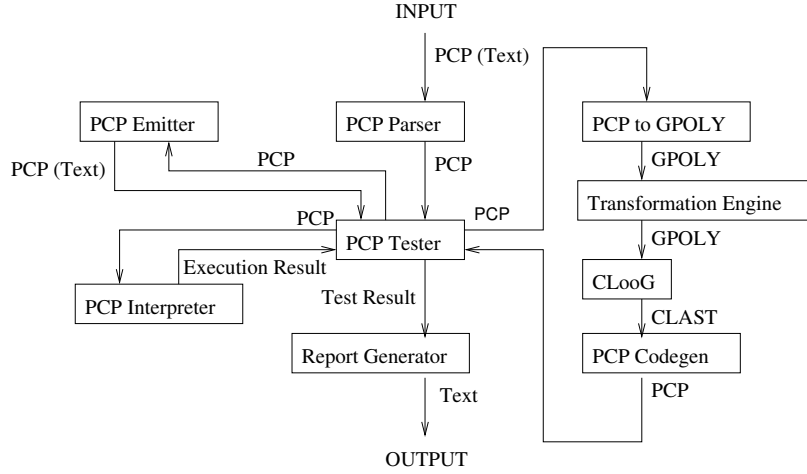 INPUT
PCP (Text)
PCP Emitter
PCP Parser
PCP to GPOLY
PCP (Text)
PCP
PCP
GPOLY
PCP
PCP
Transformation Engine
PCP Tester
GPOLY
Execution Result
CLooG
PCP Interpreter
Test Result
CLAST
Report Generator
PCP Codegen
Text
PCP
OUTPUT